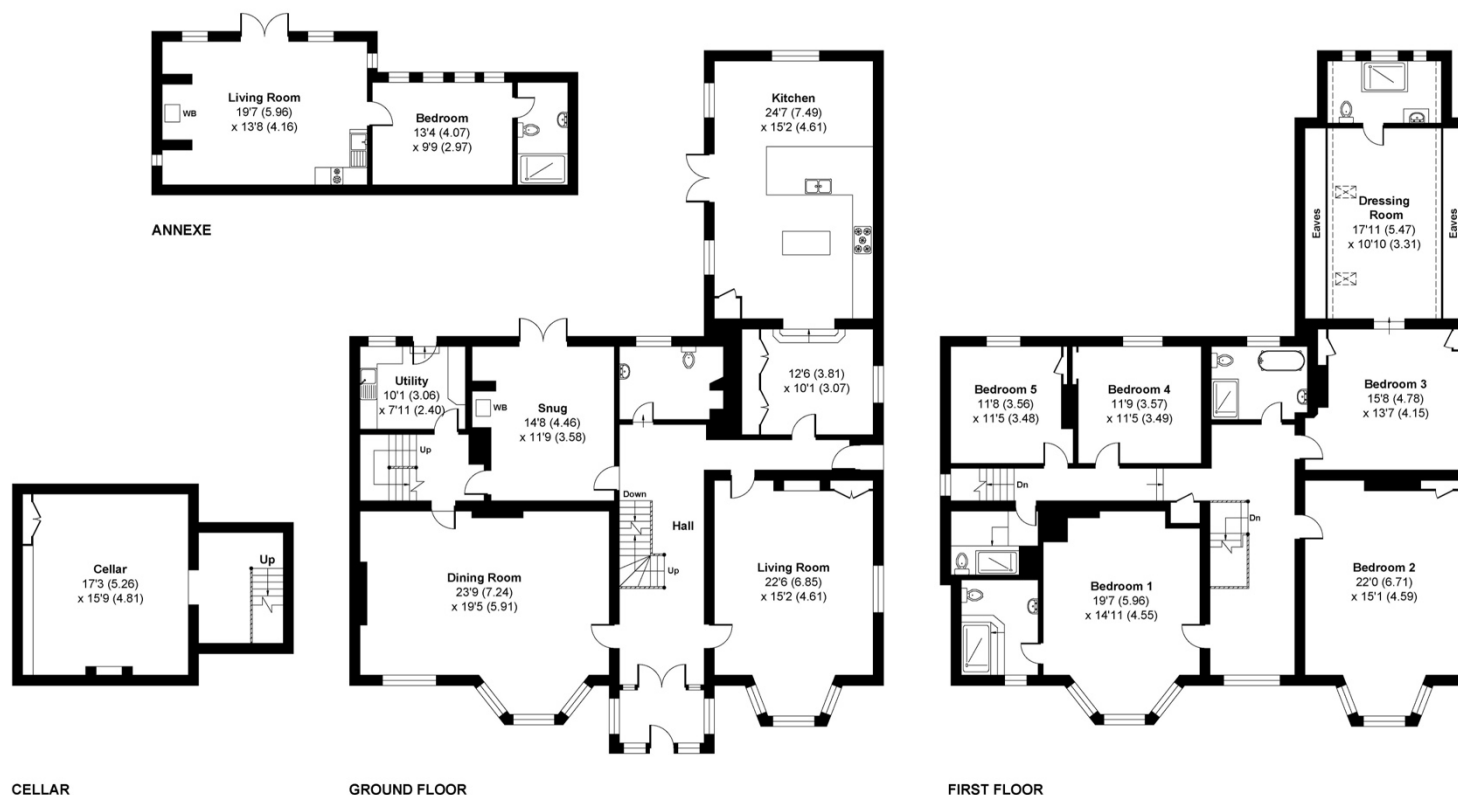 Living Room
19'7 (5.96)
x 13'8 (4.16)
WB
Bedroom
13'4 (4.07)
x 9'9 (2.97)
ANNEXE
Kitchen
24'7 (7.49)
x 15'2 (4.61)
Utility
10'1 (3.06)
x 7'11 (2.40)
WB
Snug
14'8 (4.46)
x 11'9 (3.58)
12'6 (3.81)
x 10'1 (3.07)
Up
Down
Hall
Up
Dining Room
23'9 (7.24)
x 19'5 (5.91)
Living Room
22'6 (6.85)
x 15'2 (4.61)
Cellar
17'3 (5.26)
x 15'9 (4.81)
Up
Eaves
Dressing
Room
17'11 (5.47)
x 10'10 (3.31)
Eaves
Bedroom 5
11'8 (3.56)
x 11'5 (3.48)
Bedroom 4
11'9 (3.57)
x 11'5 (3.49)
Bedroom 3
15'8 (4.78)
x 13'7 (4.15)
Dn
Dn
Bedroom 1
19'7 (5.96)
x 14'11 (4.55)
Bedroom 2
22'0 (6.71)
x 15'1 (4.59)
CELLAR
GROUND FLOOR
FIRST FLOOR